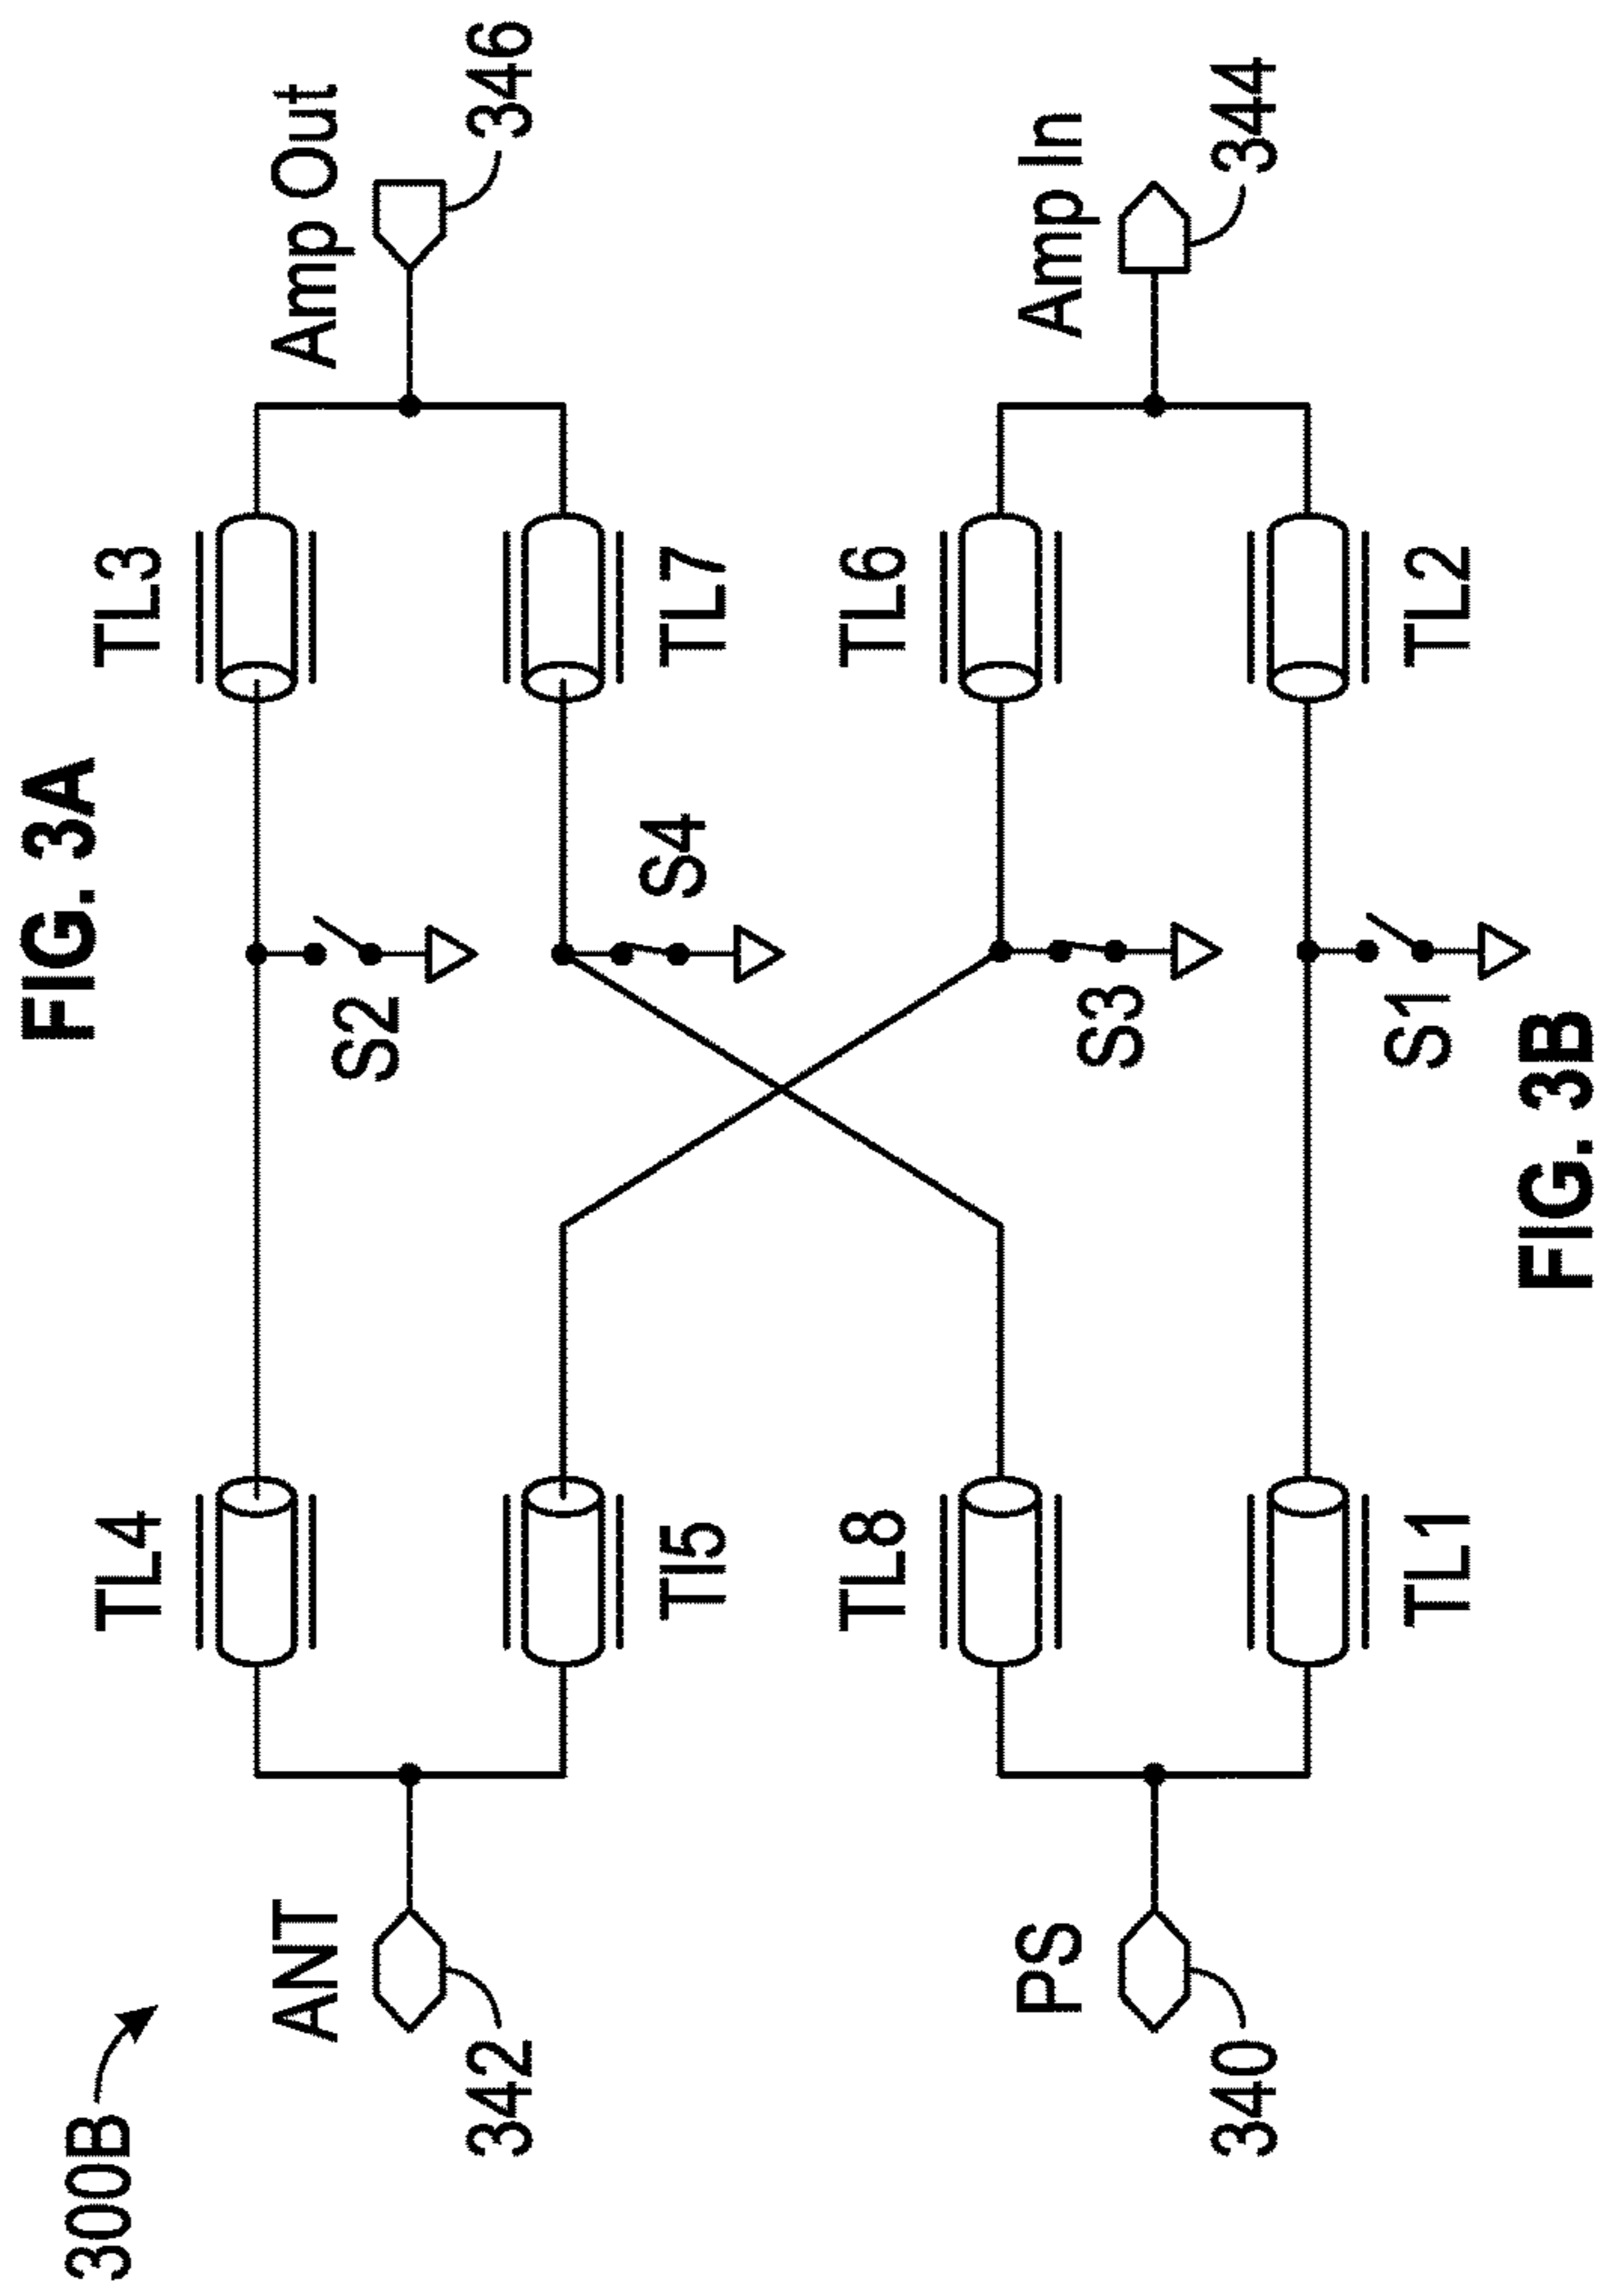 FIG. 3A
300B
TL4
TL3
ANT
342
S2
Amp Out
346
TI5
S4
TL7
TL8
TL6
PS
340
S3
Amp In
344
TL1
S1
TL2
FIG. 3B